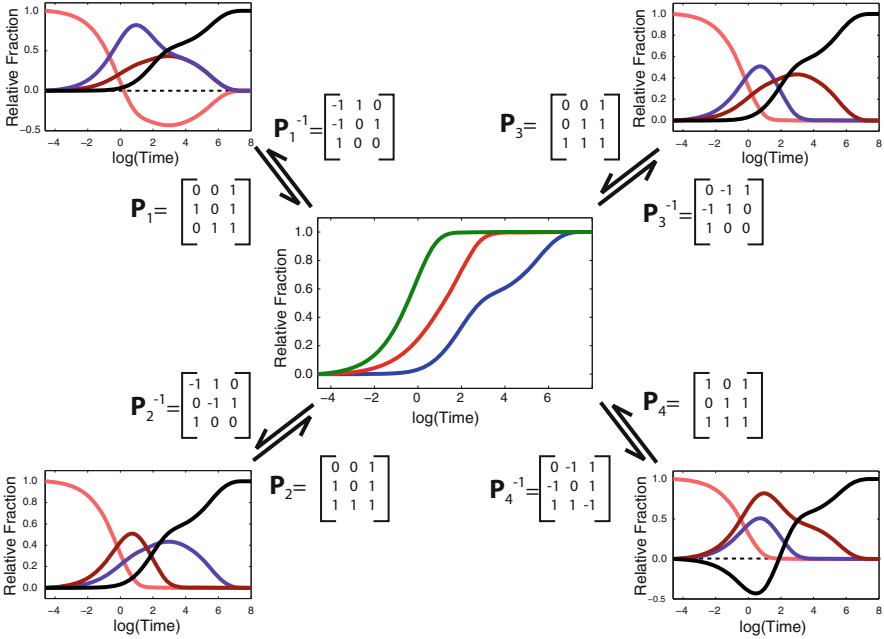 Relative Fraction
1.0
0.5
0.0
−0.5
−4 −2 0 2 4 6 8
log(Time)
P₁⁻¹=
-1 1 0
-1 0 1
1 0 0
P₁=
0 0 1
1 0 1
0 1 1
P₃=
0 0 1
0 1 1
1 1 1
Relative Fraction
1.0
0.8
0.6
0.4
0.2
0.0
−4 −2 0 2 4 6 8
log(Time)
P₃⁻¹=
0 -1 1
-1 1 0
1 0 0
Relative Fraction
1.0
0.8
0.6
0.4
0.2
0.0
−4 −2 0 2 4 6
log(Time)
P₂⁻¹=
-1 1 0
0 -1 1
1 0 0
P₂=
0 0 1
1 0 1
1 1 1
Relative Fraction
1.0
0.8
0.6
0.4
0.2
0.0
−4 −2 0 2 4 6 8
log(Time)
P₄=
1 0 1
0 1 1
1 1 1
P₄⁻¹=
0 -1 1
-1 0 1
1 1 -1
Relative Fraction
1.0
0.5
0.0
−0.5
−4 −2 0 2 4 6 8
log(Time)